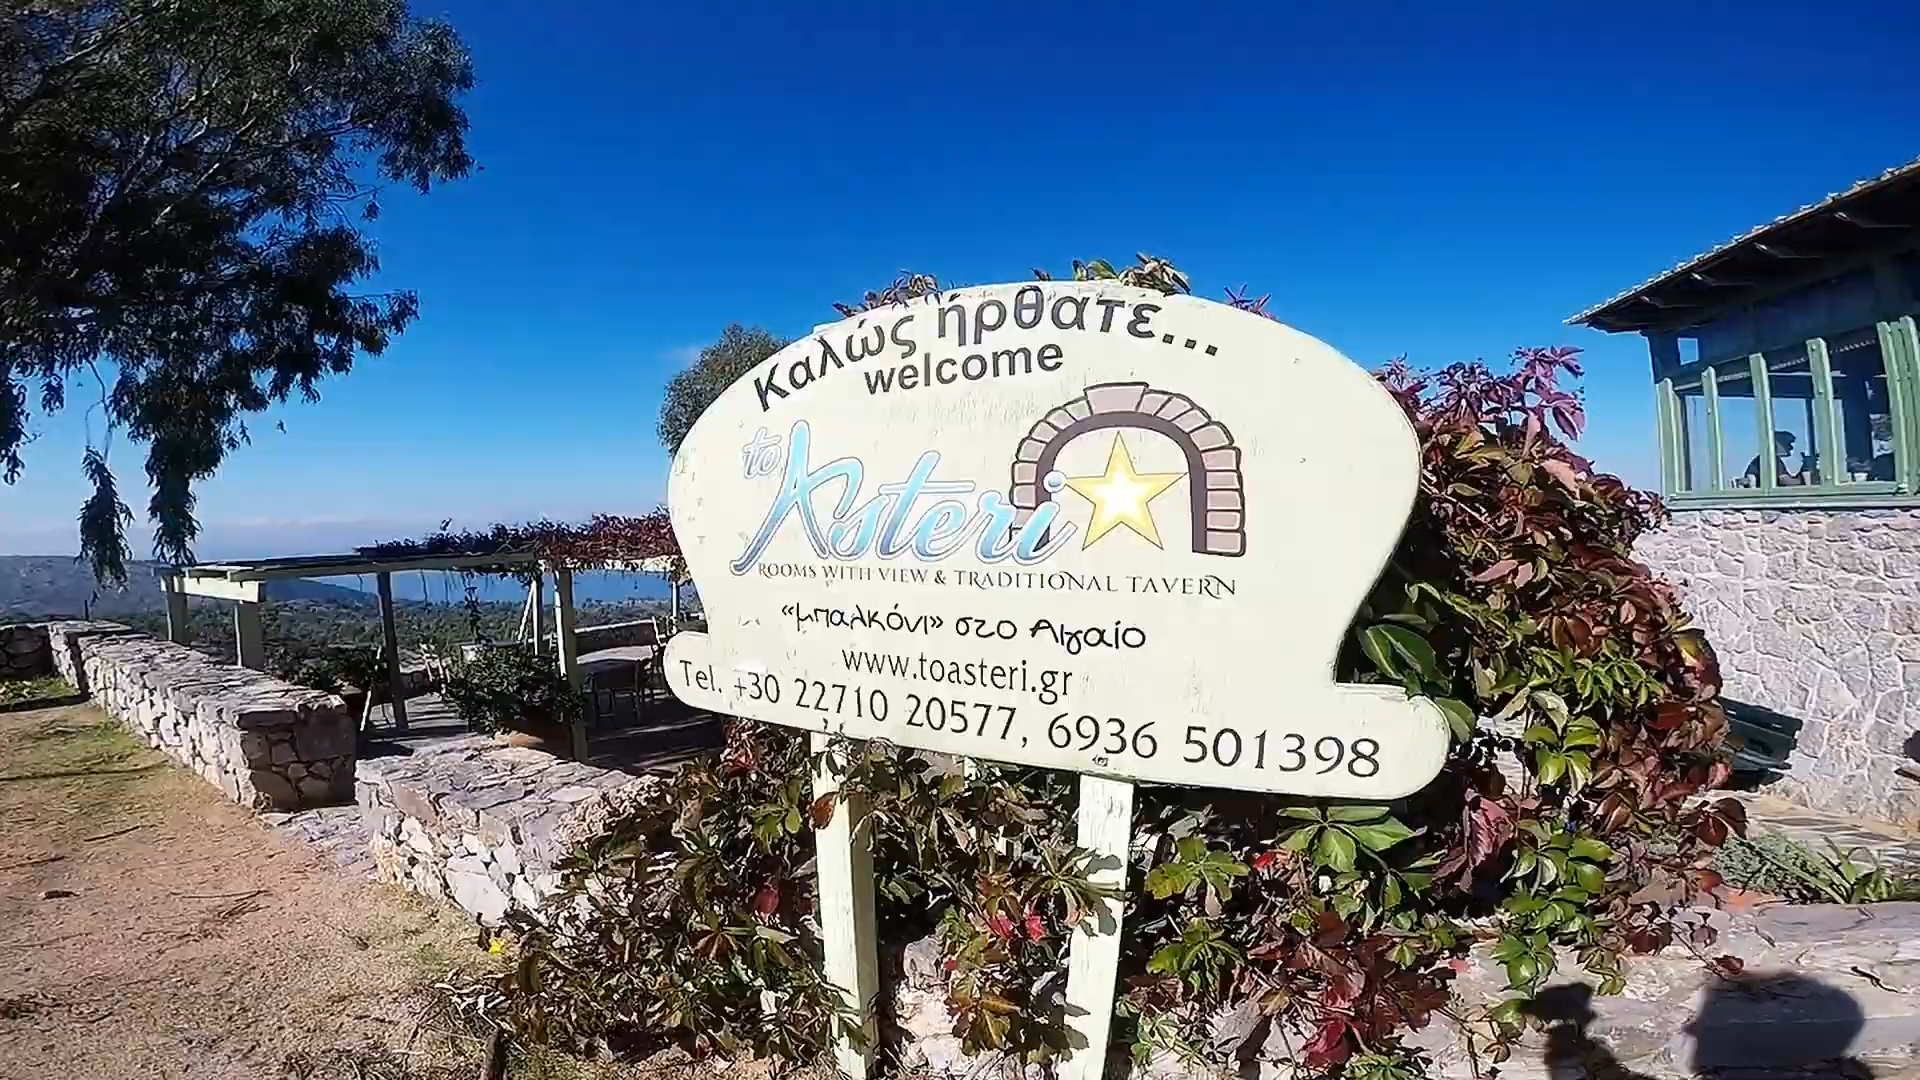 Καλώς ήρθατε...
welcome
to Asteri
ROOMS WITH VIEW & TRADITIONAL TAVERN
«μπαλκόνι» στο Αιγαίο
www.toasteri.gr
Tel. +30 22710 20577, 6936 501398